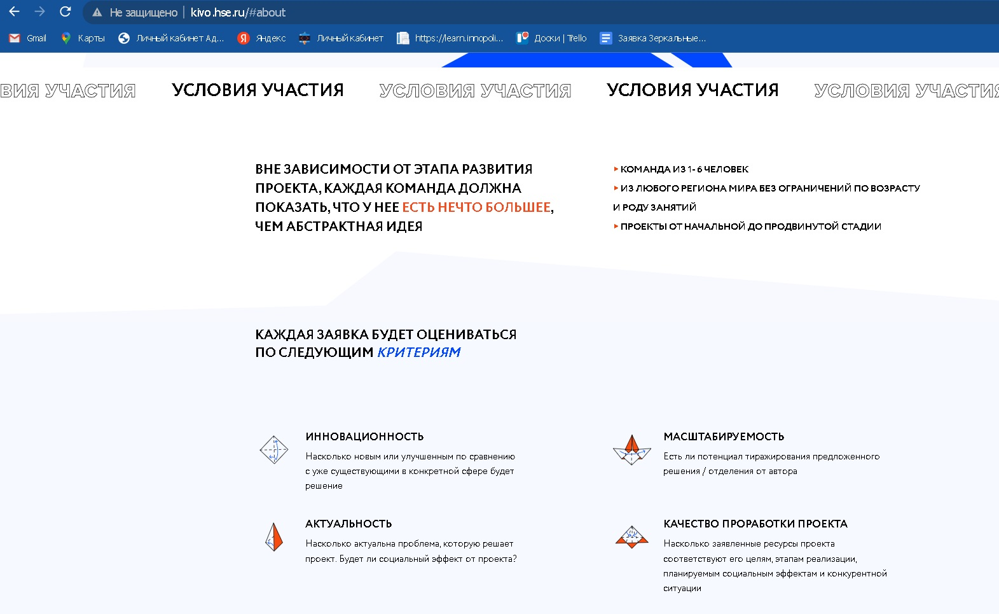 Не защищено | kivo.hse.ru/#about
Gmail Карты Личный кабинет Ад... Яндекс Личный кабинет https://learn.innopoli... Доски | Trello Заявка Зеркальные...
ВИЯ УЧАСТИЯ УСЛОВИЯ УЧАСТИЯ УСЛОВИЯ УЧАСТИЯ УСЛОВИЯ УЧАСТИЯ УСЛОВИЯ УЧАСТИЯ
ВНЕ ЗАВИСИМОСТИ ОТ ЭТАПА РАЗВИТИЯ
ПРОЕКТА, КАЖДАЯ КОМАНДА ДОЛЖНА
ПОКАЗАТЬ, ЧТО У НЕЕ ЕСТЬ НЕЧТО БОЛЬШЕЕ,
ЧЕМ АБСТРАКТНАЯ ИДЕЯ
КОМАНДА ИЗ 1- 6 ЧЕЛОВЕК
ИЗ ЛЮБОГО РЕГИОНА МИРА БЕЗ ОГРАНИЧЕНИЙ ПО ВОЗРАСТУ
И РОДУ ЗАНЯТИЙ
ПРОЕКТЫ ОТ НАЧАЛЬНОЙ ДО ПРОДВИНУТОЙ СТАДИИ
КАЖДАЯ ЗАЯВКА БУДЕТ ОЦЕНИВАТЬСЯ
ПО СЛЕДУЮЩИМ КРИТЕРИЯМ
ИННОВАЦИОННОСТЬ
Насколько новым или улучшенным по сравнению
с уже существующими в конкретной сфере будет
решение
МАСШТАБИРУЕМОСТЬ
Есть ли потенциал тиражирования предложенного
решения / отделения от автора
АКТУАЛЬНОСТЬ
Насколько актуальна проблема, которую решает
проект. Будет ли социальный эффект от проекта?
КАЧЕСТВО ПРОРАБОТКИ ПРОЕКТА
Насколько заявленные ресурсы проекта
соответствуют его целям, этапам реализации,
планируемым социальным эффектам и конкурентной
ситуации